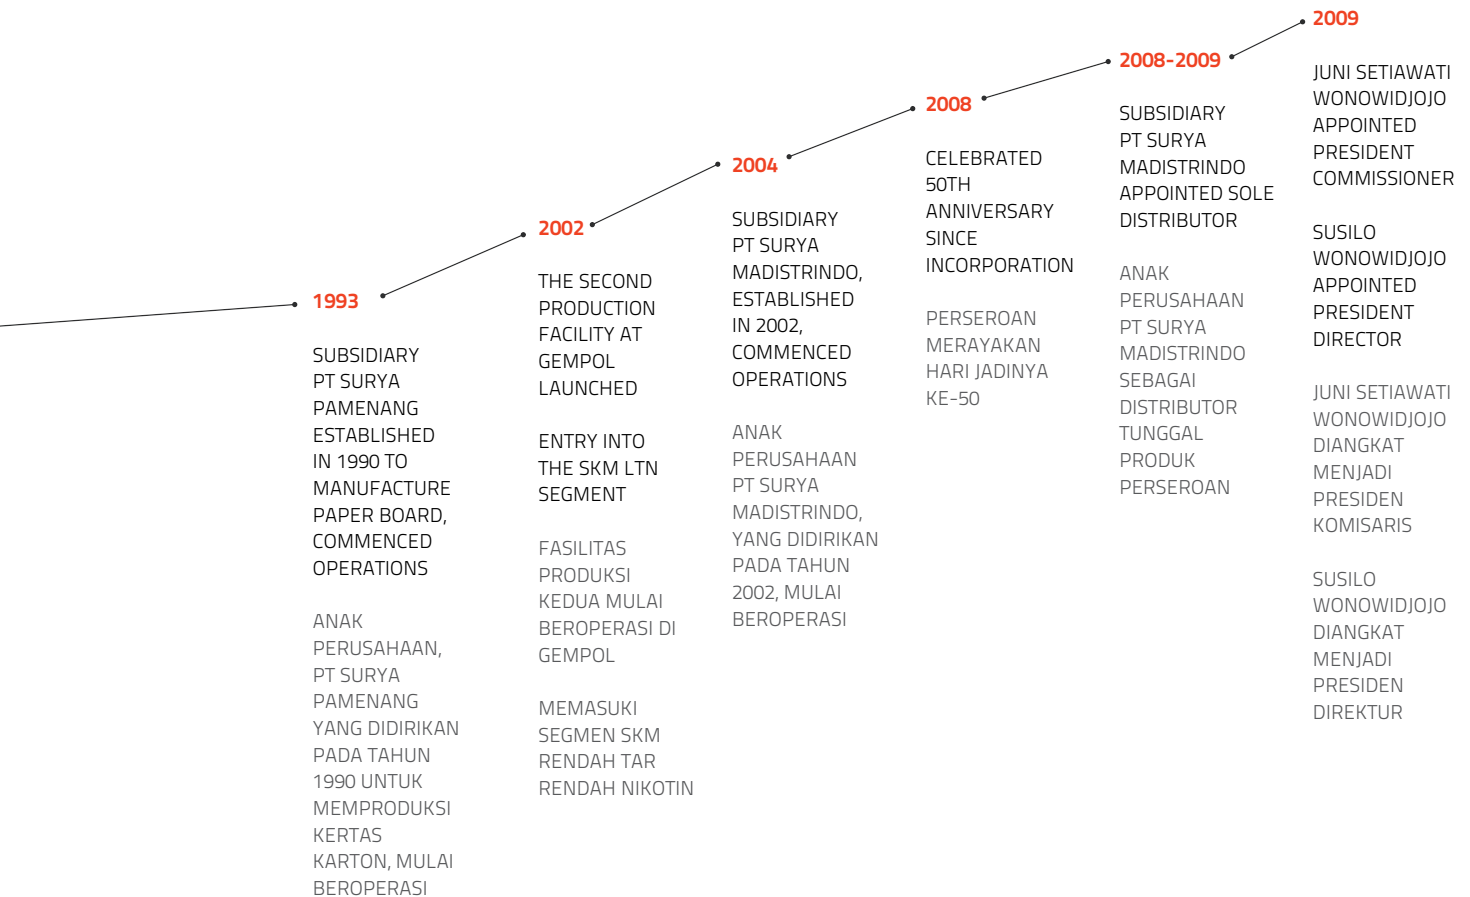 1993
SUBSIDIARY
PT SURYA
PAMENANG
ESTABLISHED
IN 1990 TO
MANUFACTURE
PAPER BOARD,
COMMENCED
OPERATIONS
ANAK
PERUSAHAAN,
PT SURYA
PAMENANG
YANG DIDIRIKAN
PADA TAHUN
1990 UNTUK
MEMPRODUKSI
KERTAS
KARTON, MULAI
BEROPERASI
2002
THE SECOND
PRODUCTION
FACILITY AT
GEMPOL
LAUNCHED
ENTRY INTO
THE SKM LTN
SEGMENT
FASILITAS
PRODUKSI
KEDUA MULAI
BEROPERASI DI
GEMPOL
MEMASUKI
SEGMEN SKM
RENDAH TAR
RENDAH NIKOTIN
2004
SUBSIDIARY
PT SURYA
MADISTRINDO,
ESTABLISHED
IN 2002,
COMMENCED
OPERATIONS
ANAK
PERUSAHAAN
PT SURYA
MADISTRINDO,
YANG DIDIRIKAN
PADA TAHUN
2002, MULAI
BEROPERASI
2008
CELEBRATED
50TH
ANNIVERSARY
SINCE
INCORPORATION
PERSEROAN
MERAYAKAN
HARI JADINYA
KE-50
2008-2009
SUBSIDIARY
PT SURYA
MADISTRINDO
APPOINTED SOLE
DISTRIBUTOR
ANAK
PERUSAHAAN
PT SURYA
MADISTRINDO
SEBAGAI
DISTRIBUTOR
TUNGGAL
PRODUK
PERSEROAN
2009
JUNI SETIAWATI
WONOWIDJOJO
APPOINTED
PRESIDENT
COMMISSIONER
SUSILO
WONOWIDJOJO
APPOINTED
PRESIDENT
DIRECTOR
JUNI SETIAWATI
WONOWIDJOJO
DIANGKAT
MENJADI
PRESIDEN
KOMISARIS
SUSILO
WONOWIDJOJO
DIANGKAT
MENJADI
PRESIDEN
DIREKTUR